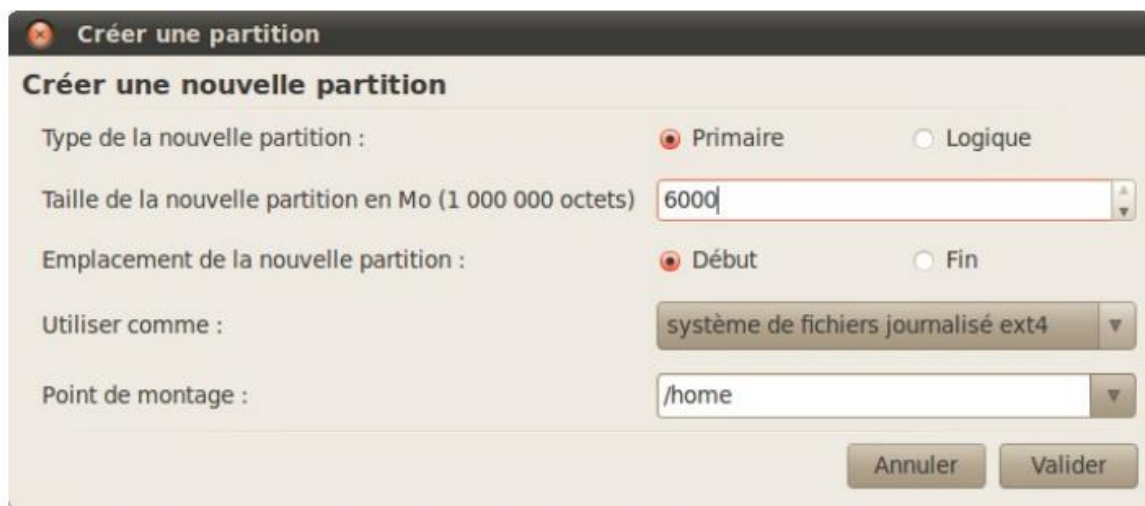 Créer une partition
Créer une nouvelle partition
Type de la nouvelle partition : Primaire Logique
Taille de la nouvelle partition en Mo (1 000 000 octets) 6000
Emplacement de la nouvelle partition : Début Fin
Utiliser comme : système de fichiers journalisé ext4
Point de montage : /home
Annuler Valider